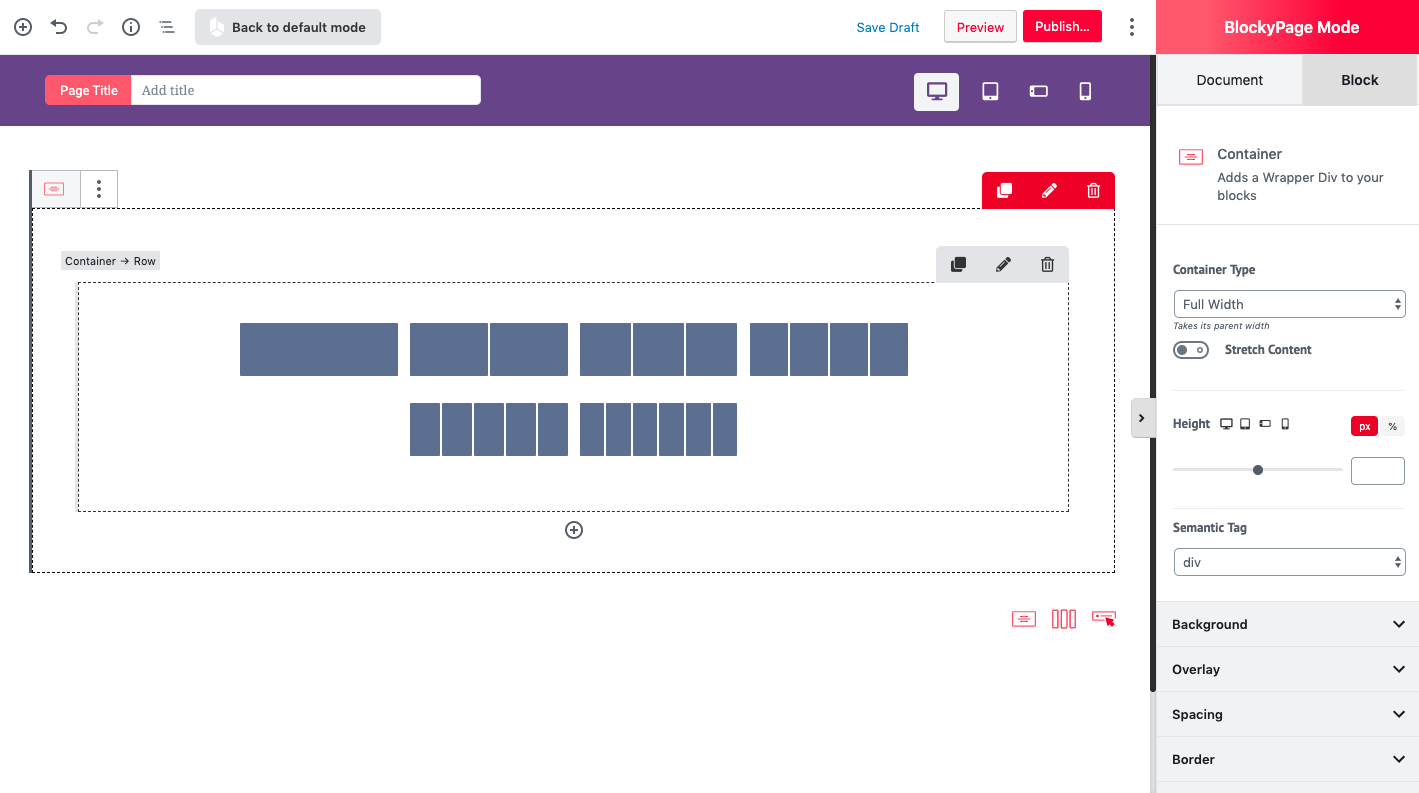 Back to default mode
Save Draft
Preview
Publish...
BlockyPage Mode
Page Title
Add title
Document
Block
Container
Adds a Wrapper Div to your
blocks
Container → Row
Container Type
Full Width
Takes its parent width
Stretch Content
Height
px
%
Semantic Tag
div
Background
Overlay
Spacing
Border